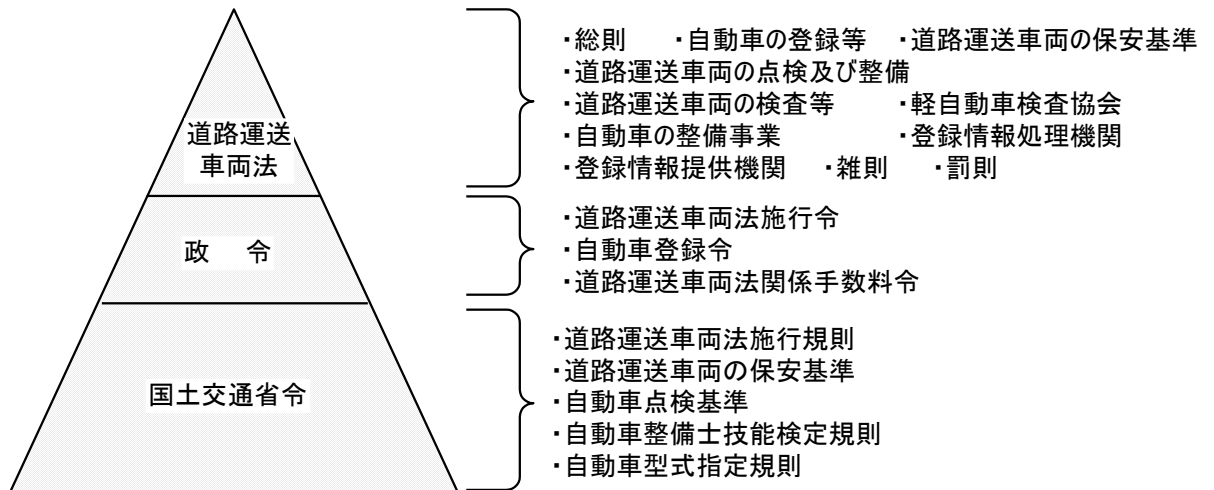 ・総則　・自動車の登録等　・道路運送車両の保安基準
・道路運送車両の点検及び整備
・道路運送車両の検査等　・軽自動車検査協会
・自動車の整備事業　・登録情報処理機関
・登録情報提供機関　・雑則　・罰則
道路運送
車両法
・道路運送車両法施行令
・自動車登録令
・道路運送車両法関係手数料令
政　令
・道路運送車両法施行規則
・道路運送車両の保安基準
・自動車点検基準
・自動車整備士技能検定規則
・自動車型式指定規則
国土交通省令